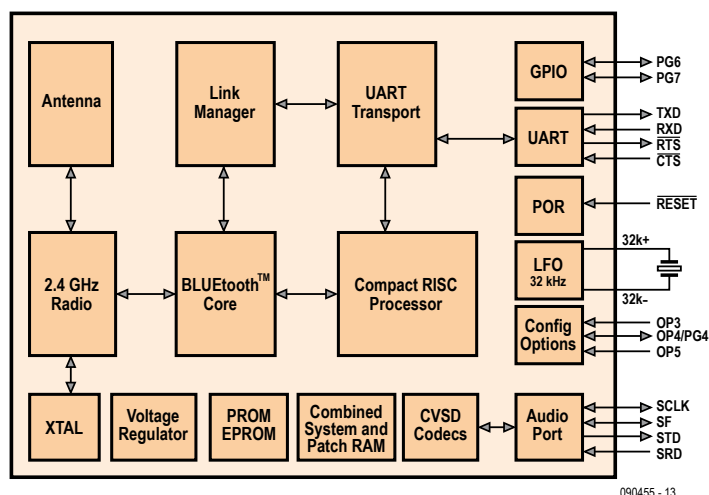 Antenna
Link
Manager
UART
Transport
GPIO
PG6
PG7
UART
TXD
RXD
RTS
CTS
POR
RESET
2.4 GHz
Radio
BLUEtooth™
Core
Compact RISC
Processor
LFO
32 kHz
32k+
32k–
Config
Options
OP3
OP4/PG4
OP5
XTAL
Voltage
Regulator
PROM
EPROM
Combined
System and
Patch RAM
CVSD
Codecs
Audio
Port
SCLK
SF
STD
SRD
090455 - 13